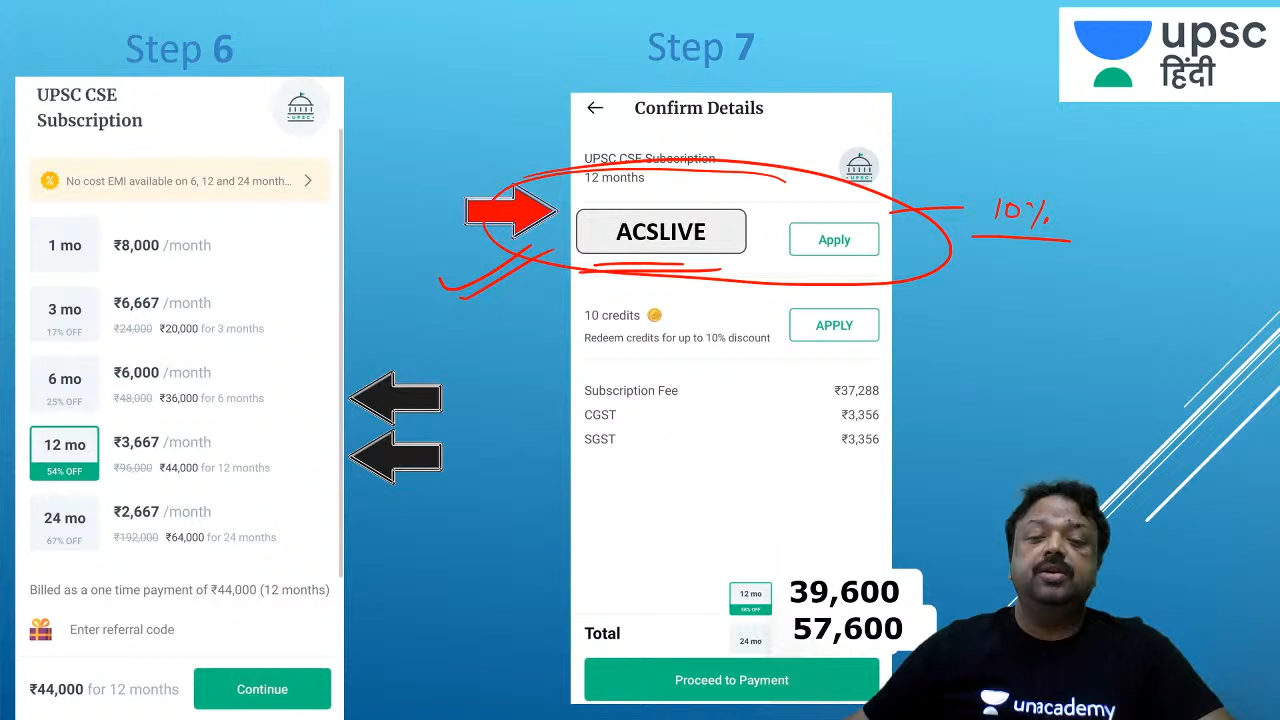 Step 6
Step 7
upsc
हिंदी
UPSC CSE
Subscription
No cost EMI available on 6, 12 and 24 month...
1 mo
₹8,000 /month
3 mo
17% OFF
₹6,667 /month
₹24,000 ₹20,000 for 3 months
6 mo
25% OFF
₹6,000 /month
₹48,000 ₹36,000 for 6 months
12 mo
54% OFF
₹3,667 /month
₹96,000 ₹44,000 for 12 months
24 mo
67% OFF
₹2,667 /month
₹192,000 ₹64,000 for 24 months
Billed as a one time payment of ₹44,000 (12 months)
Enter referral code
₹44,000 for 12 months
Continue
Confirm Details
UPSC CSE Subscription
12 months
ACSLIVE
Apply
10%
10 credits
Redeem credits for up to 10% discount
APPLY
Subscription Fee ₹37,288
CGST ₹3,356
SGST ₹3,356
12 mo
39,600
Total
24 mo
57,600
Proceed to Payment
unacademy